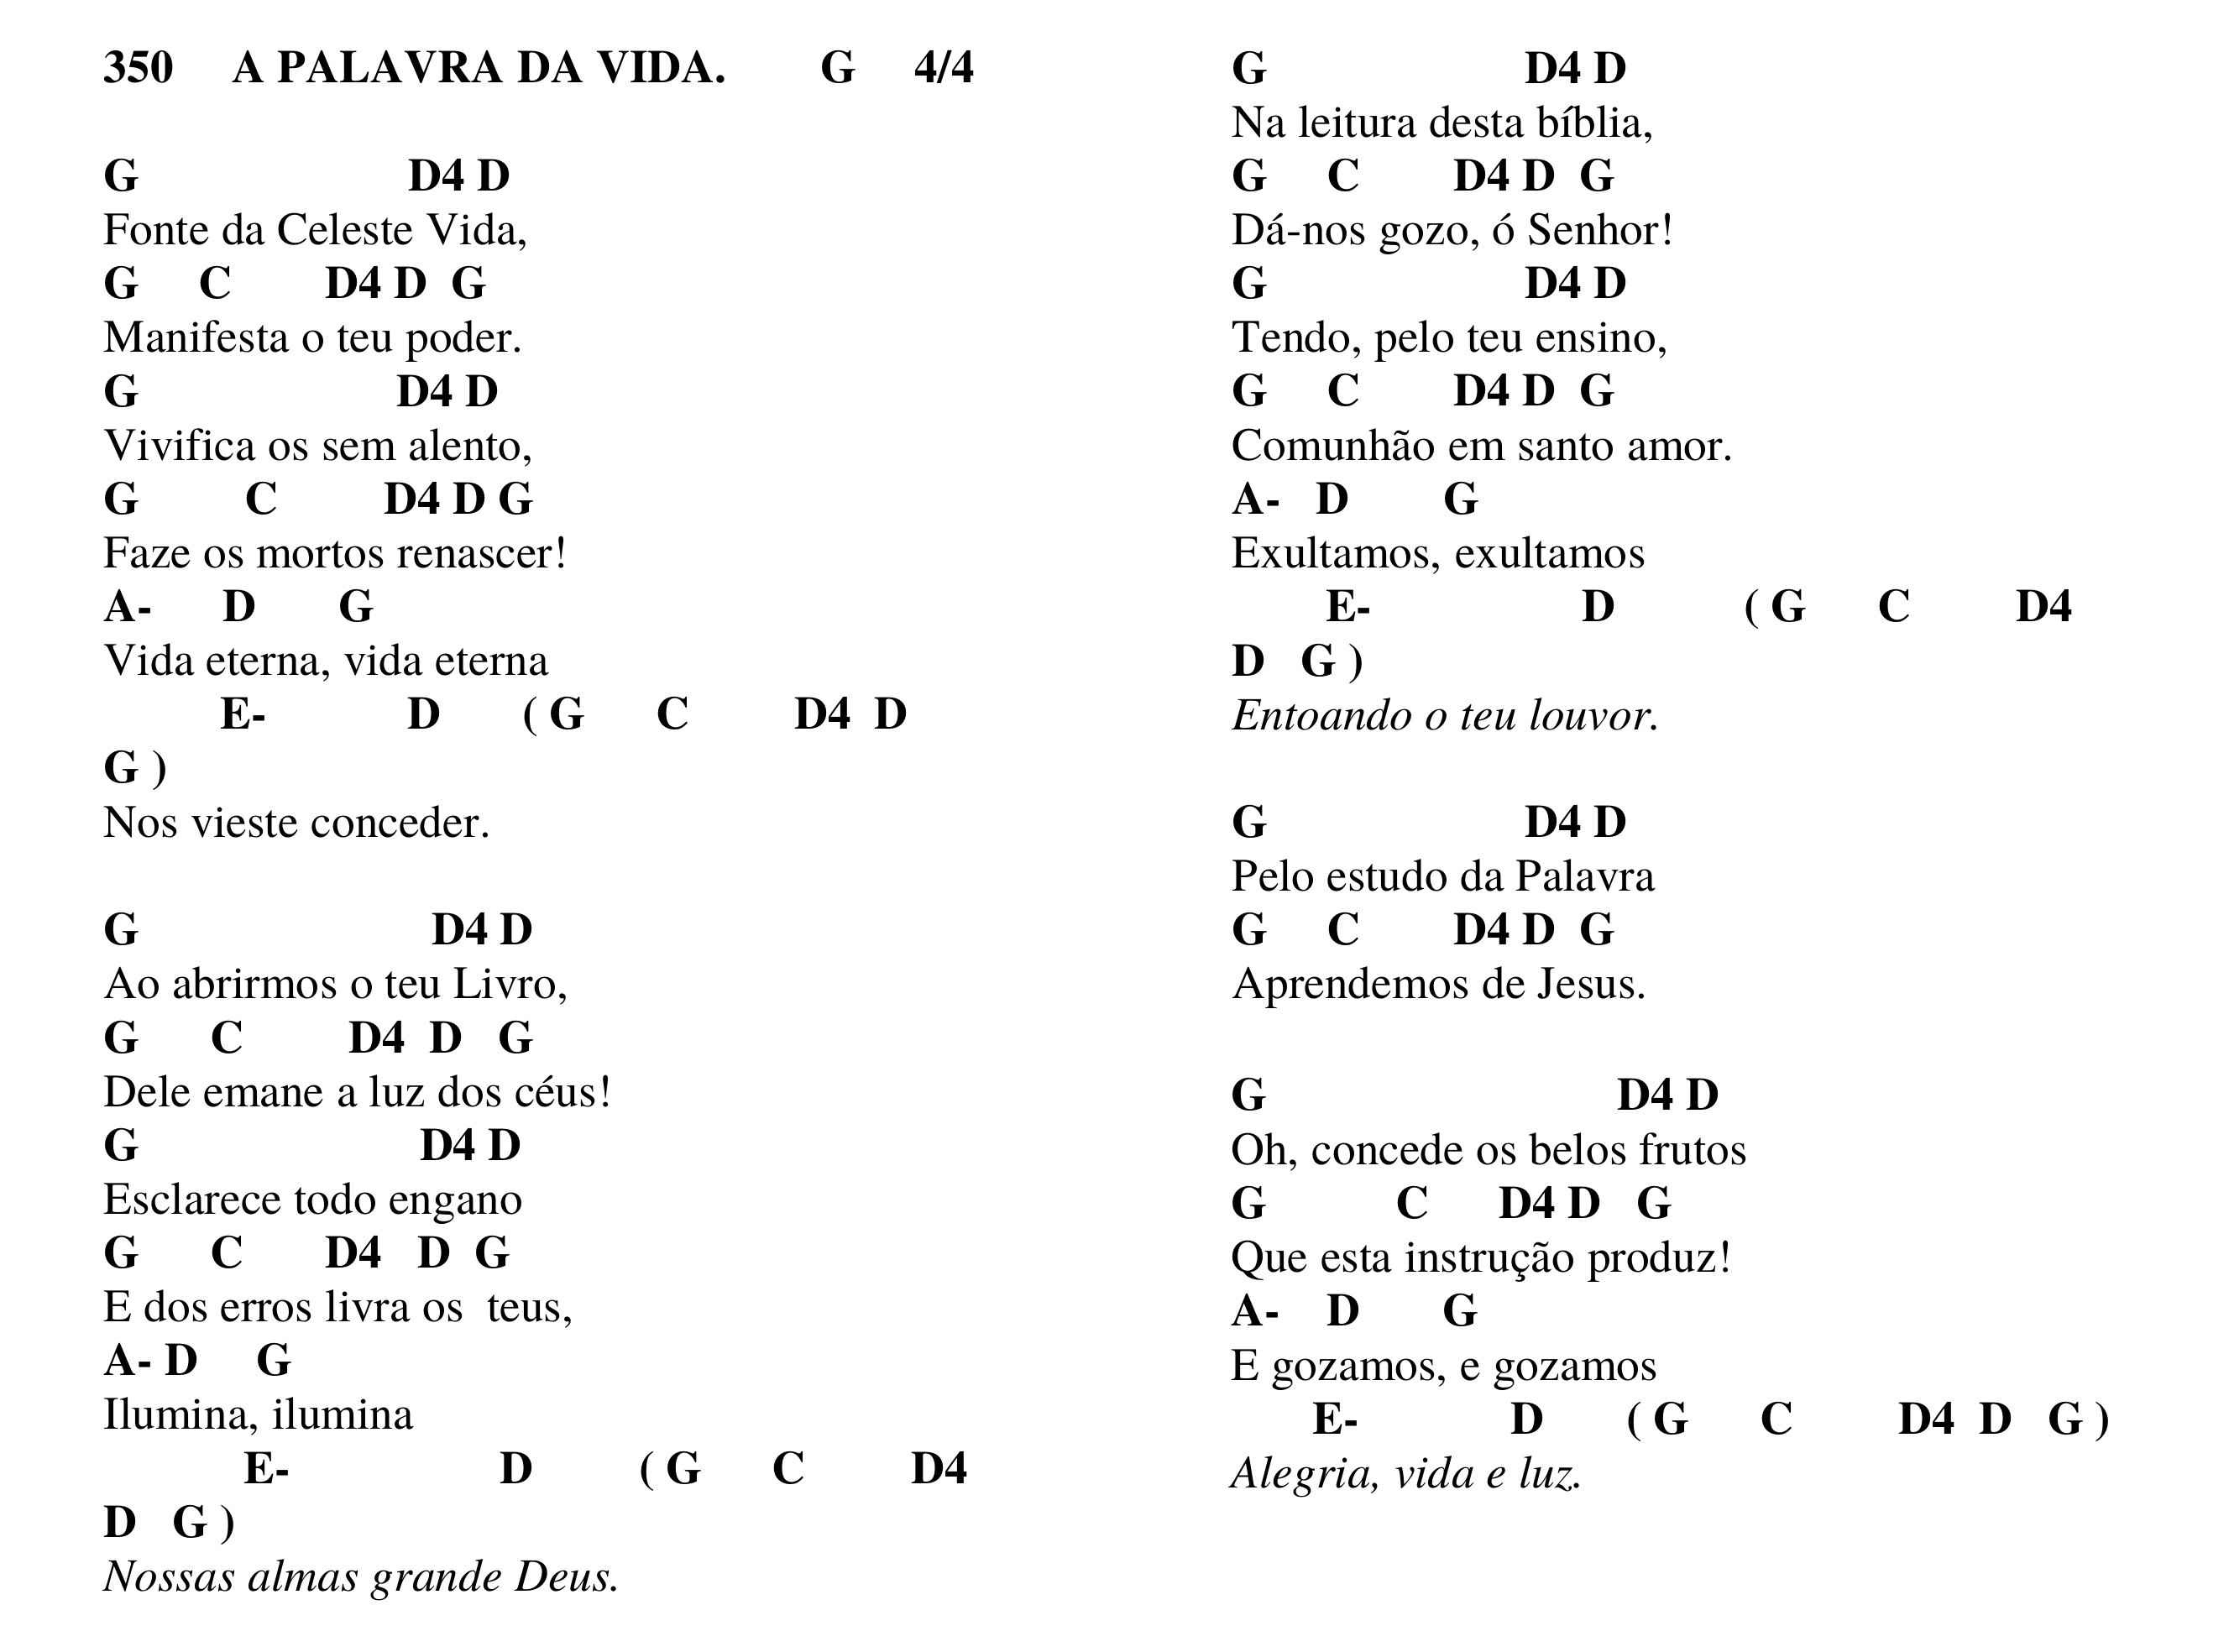 350 A PALAVRA DA VIDA. G 4/4
G D4 D
Fonte da Celeste Vida,
G C D4 D G
Manifesta o teu poder.
G D4 D
Vivifica os sem alento,
G C D4 D G
Faze os mortos renascer!
A- D G
Vida eterna, vida eterna
E- D ( G C D4 D
G )
Nos vieste conceder.
G D4 D
Ao abrirmos o teu Livro,
G C D4 D G
Dele emane a luz dos céus!
G D4 D
Esclarece todo engano
G C D4 D G
E dos erros livra os teus,
A- D G
Ilumina, ilumina
E- D ( G C D4
D G )
Nossas almas grande Deus.
G D4 D
Na leitura desta bíblia,
G C D4 D G
Dá-nos gozo, ó Senhor!
G D4 D
Tendo, pelo teu ensino,
G C D4 D G
Comunhão em santo amor.
A- D G
Exultamos, exultamos
E- D ( G C D4
D G )
Entoando o teu louvor.
G D4 D
Pelo estudo da Palavra
G C D4 D G
Aprendemos de Jesus.
G D4 D
Oh, concede os belos frutos
G C D4 D G
Que esta instrução produz!
A- D G
E gozamos, e gozamos
E- D ( G C D4 D G )
Alegria, vida e luz.